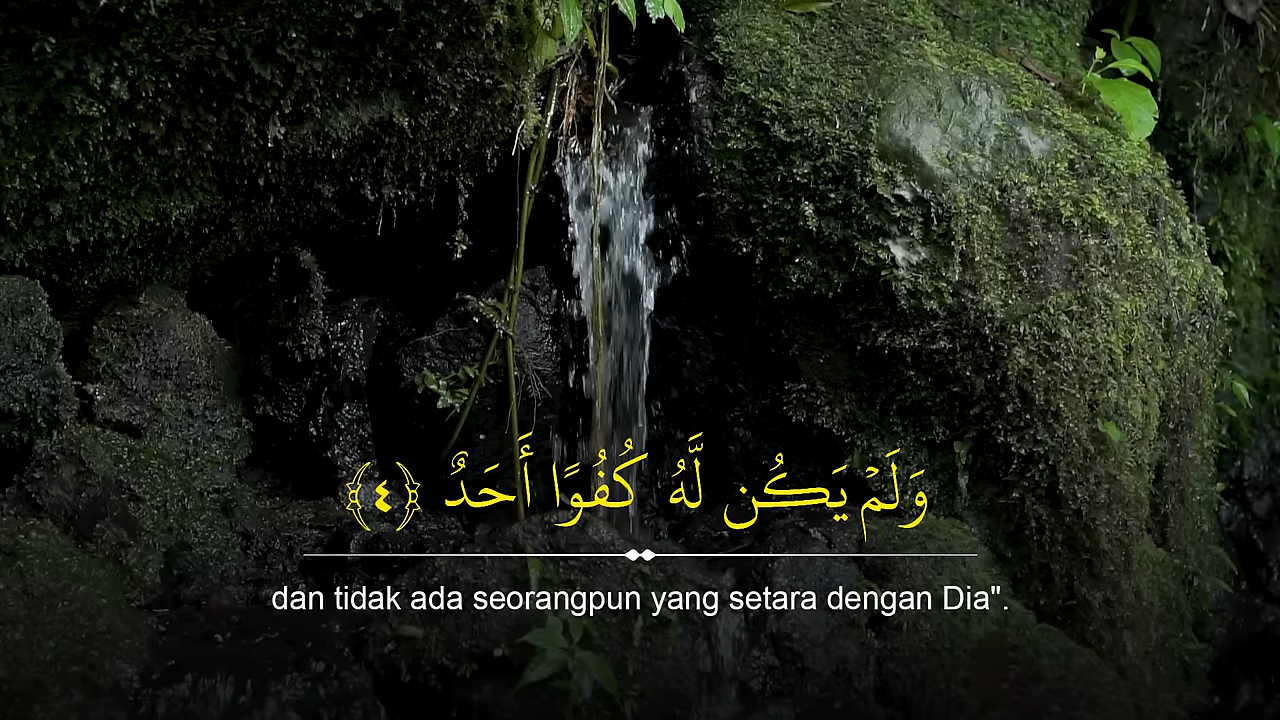 وَلَمْ يَكُن لَّهُ كُفُوًا أَحَدٌ ﴿٤﴾
dan tidak ada seorangpun yang setara dengan Dia".